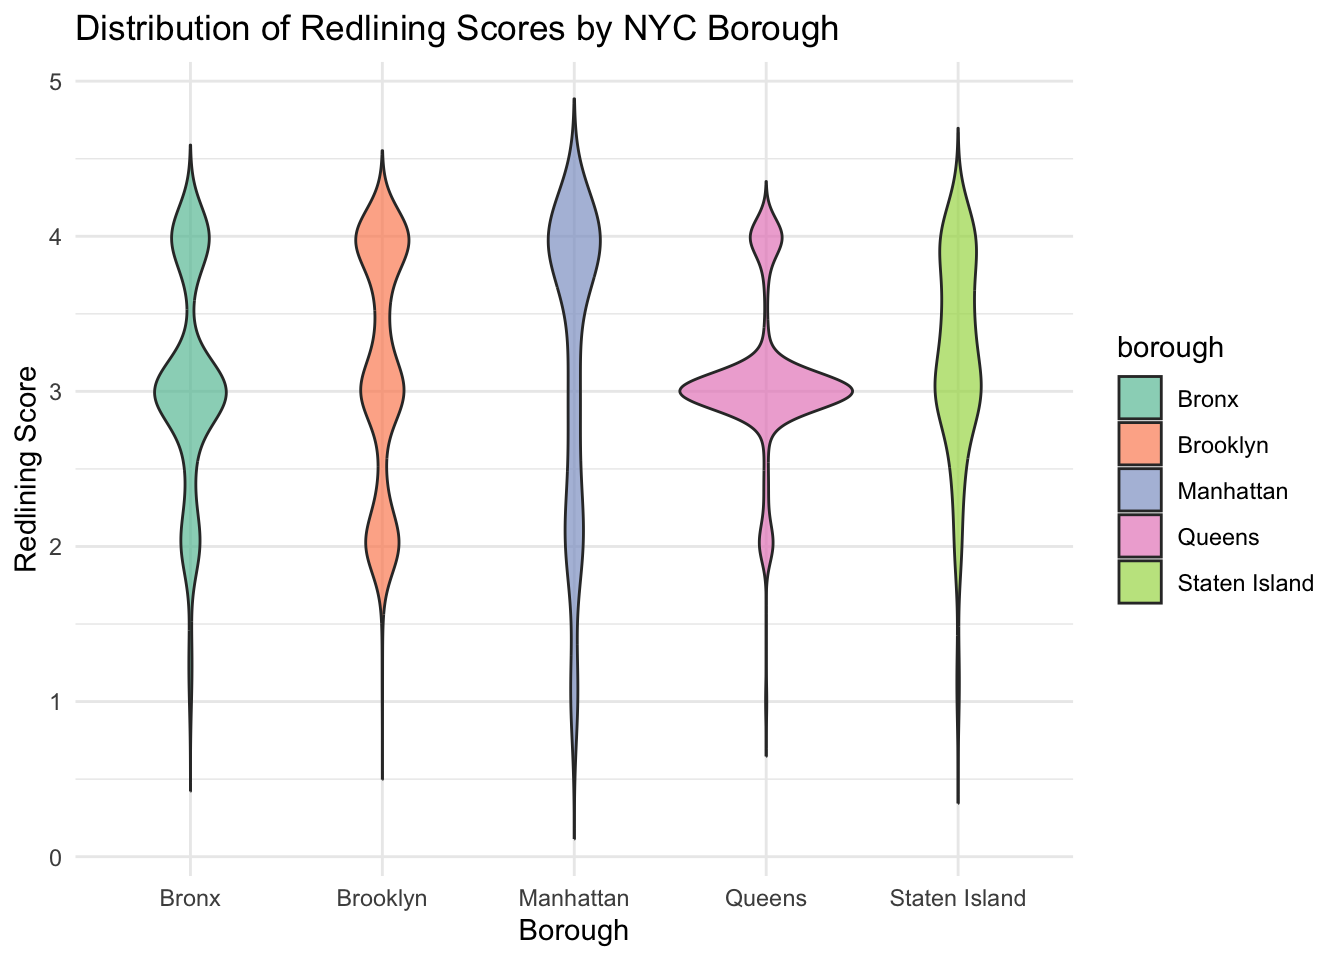 Distribution of Redlining Scores by NYC Borough
5
4
3
2
1
0
Redlining Score
Bronx
Brooklyn
Manhattan
Queens
Staten Island
Borough
borough
Bronx
Brooklyn
Manhattan
Queens
Staten Island